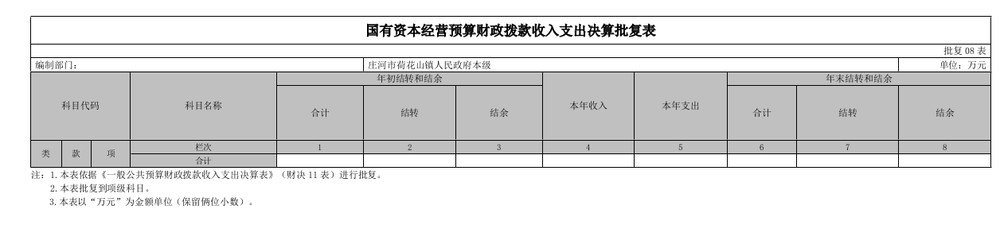 国有资本经营预算财政拨款收入支出决算批复表
批复 08 表
编制部门: 庄河市荷花山镇人民政府本级 单位: 万元
科目代码 科目名称 年初结转和结余 本年收入 本年支出 年末结转和结余
合计 结转 结余 合计 结转 结余
类 款 项 栏次 1 2 3 4 5 6 7 8
合计
注: 1.本表依据《一般公共预算财政拨款收入支出决算表》(财决 11 表)进行批复。
2.本表批复到项级科目。
3.本表以“万元”为金额单位(保留俩位小数)。